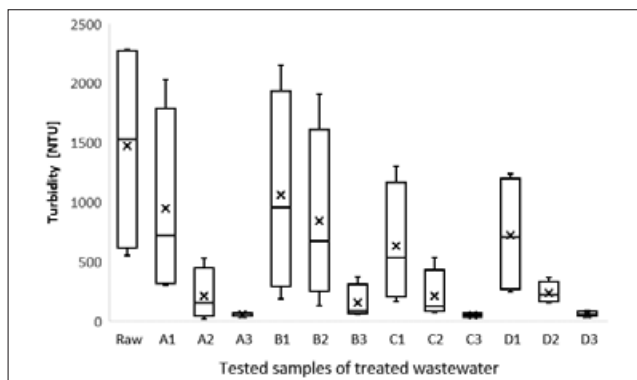 2500
2000
1500
1000
500
0
Turbidity [NTU]
Raw A1 A2 A3 B1 B2 B3 C1 C2 C3 D1 D2 D3
Tested samples of treated wastewater